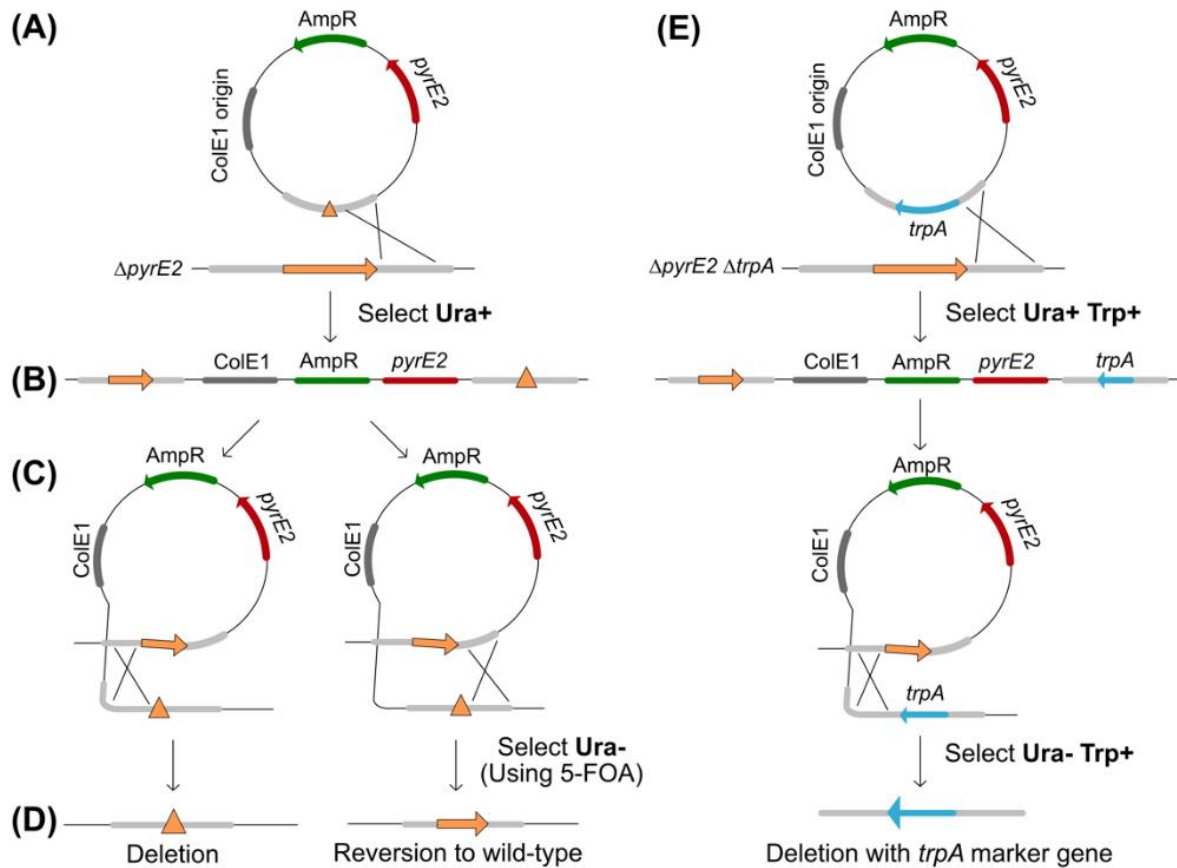 (A)
AmpR
pyrE2
ColE1 origin
ΔpyrE2
Select Ura+
(B)
ColE1
AmpR
pyrE2
(C)
AmpR
pyrE2
ColE1
AmpR
pyrE2
ColE1
Select Ura-
(Using 5-FOA)
(D)
Deletion
Reversion to wild-type
(E)
AmpR
pyrE2
ColE1 origin
trpA
ΔpyrE2 ΔtrpA
Select Ura+ Trp+
ColE1
AmpR
pyrE2
trpA
AmpR
pyrE2
ColE1
trpA
Select Ura- Trp+
Deletion with trpA marker gene